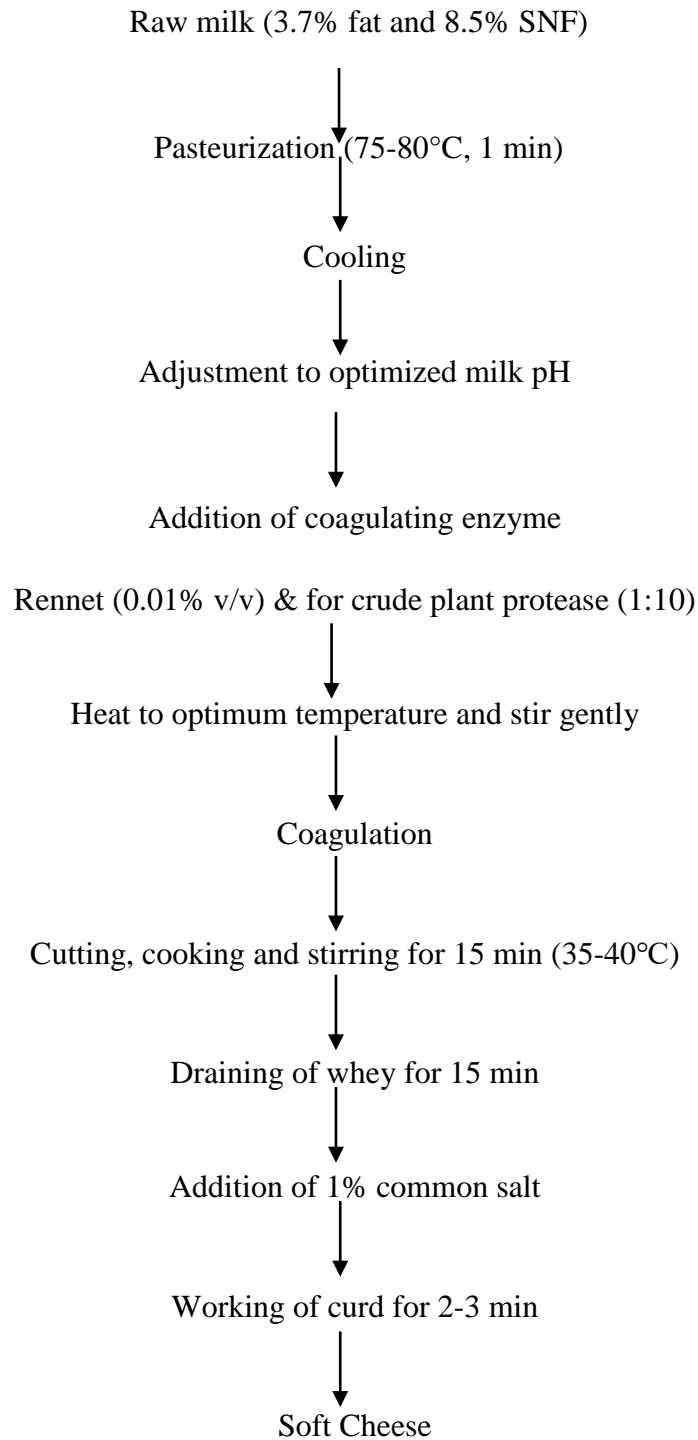 Raw milk (3.7% fat and 8.5% SNF)
Pasteurization (75-80°C, 1 min)
Cooling
Adjustment to optimized milk pH
Addition of coagulating enzyme
Rennet (0.01% v/v) & for crude plant protease (1:10)
Heat to optimum temperature and stir gently
Coagulation
Cutting, cooking and stirring for 15 min (35-40°C)
Draining of whey for 15 min
Addition of 1% common salt
Working of curd for 2-3 min
Soft Cheese